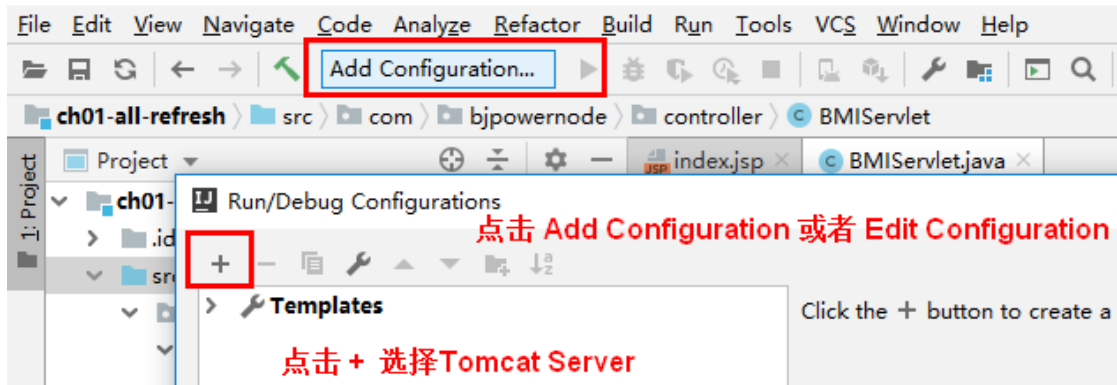 File Edit View Navigate Code Analyze Refactor Build Run Tools VCS Window Help
Add Configuration...
ch01-all-refresh src com bjpowernode controller BMIServlet
1: Project
Project index.jsp BMIServlet.java
ch01- Run/Debug Configurations
点击 Add Configuration 或者 Edit Configuration
.id
sr
Templates
Click the + button to create a
点击 + 选择Tomcat Server